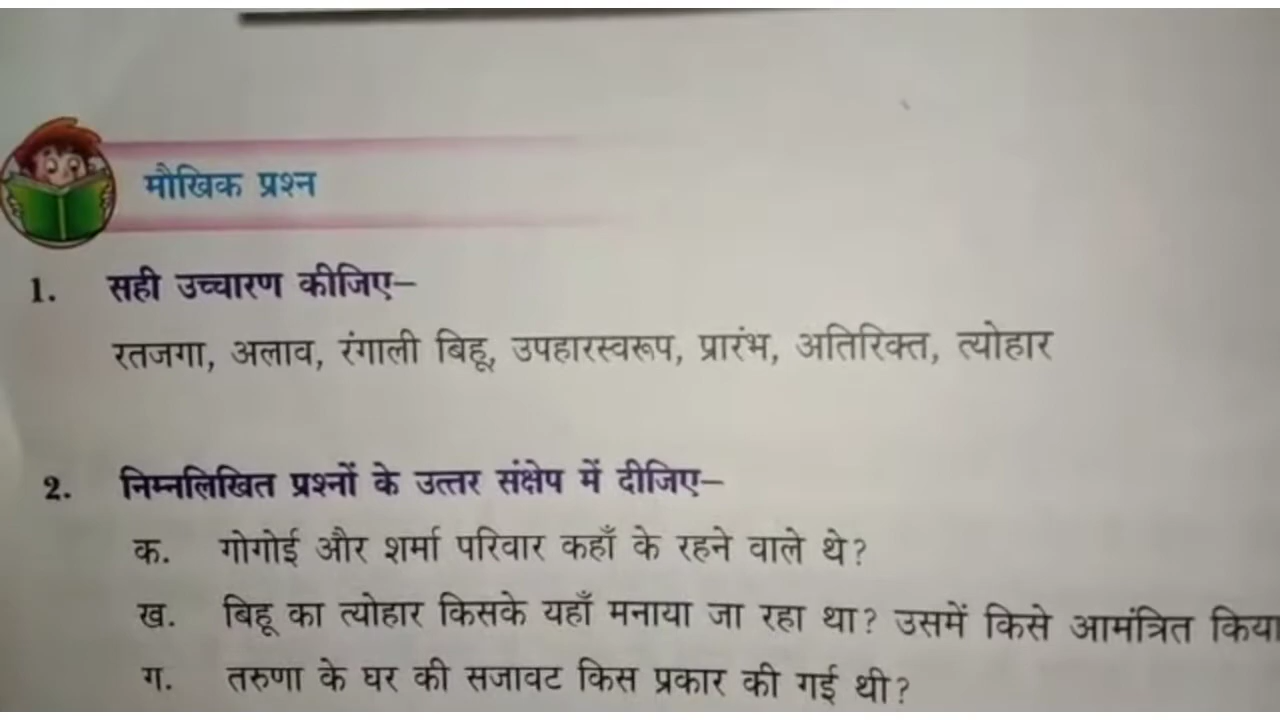 मौखिक प्रश्न
1. सही उच्चारण कीजिए–
रतजगा, अलाव, रंगाली बिहू, उपहारस्वरूप, प्रारंभ, अतिरिक्त, त्योहार
2. निम्नलिखित प्रश्नों के उत्तर संक्षेप में दीजिए–
क. गोगोई और शर्मा परिवार कहाँ के रहने वाले थे?
ख. बिहू का त्योहार किसके यहाँ मनाया जा रहा था? उसमें किसे आमंत्रित किया
ग. तरुणा के घर की सजावट किस प्रकार की गई थी?